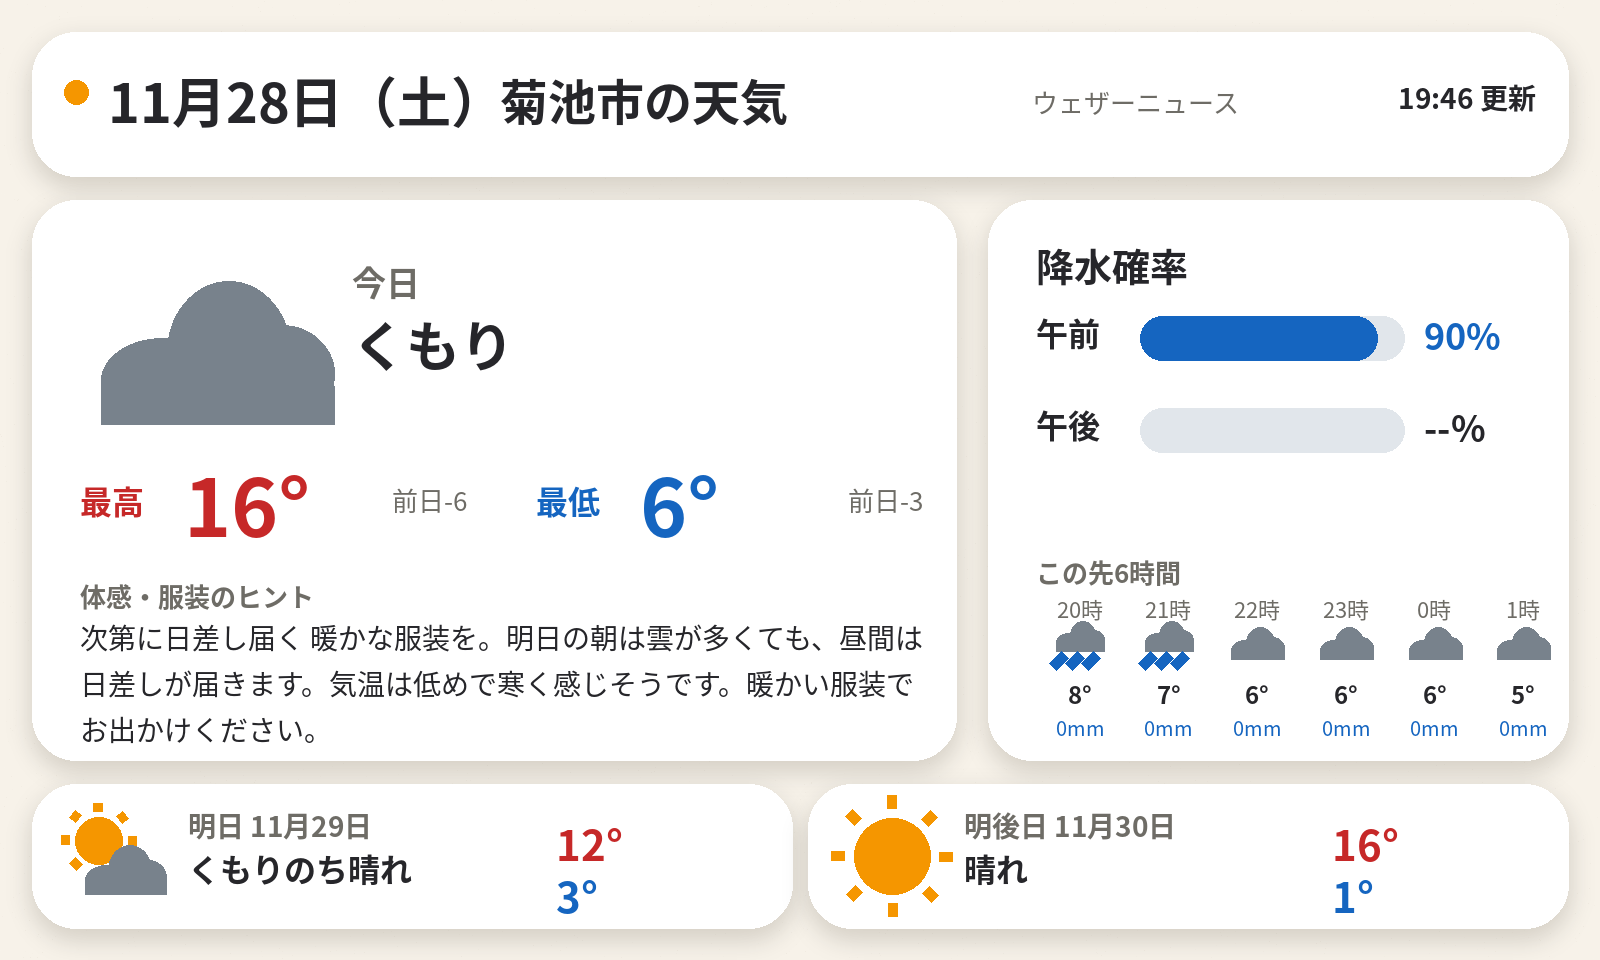 11月28日（土）菊池市の天気
ウェザーニュース
19:46 更新
今日
くもり
最高 16° 前日-6 最低 6° 前日-3
体感・服装のヒント
次第に日差し届く 暖かな服装を。明日の朝は雲が多くても、昼間は
日差しが届きます。気温は低めで寒く感じそうです。暖かい服装で
お出かけください。
降水確率
午前 90%
午後 --%
この先6時間
20時 21時 22時 23時 0時 1時
8° 7° 6° 6° 6° 5°
0mm 0mm 0mm 0mm 0mm 0mm
明日 11月29日
くもりのち晴れ
12°
3°
明後日 11月30日
晴れ
16°
1°